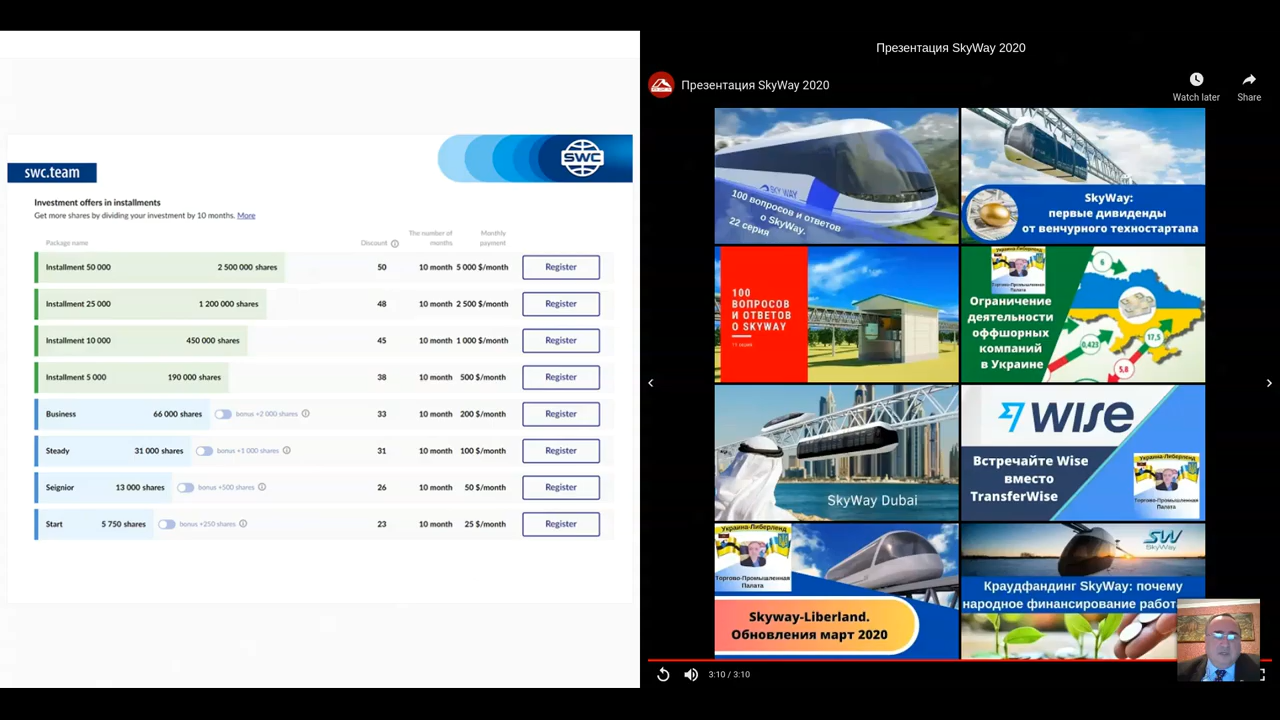 swc.team
SWC
Investment offers in installments
Get more shares by dividing your investment by 10 months. More
Package name
Discount
The number of
months
Monthly
payment
Installment 50 000 2 500 000 shares 50 10 month 5 000 $/month Register
Installment 25 000 1 200 000 shares 48 10 month 2 500 $/month Register
Installment 10 000 450 000 shares 45 10 month 1 000 $/month Register
Installment 5 000 190 000 shares 38 10 month 500 $/month Register
Business 66 000 shares bonus +2 000 shares 33 10 month 200 $/month Register
Steady 31 000 shares bonus +1 000 shares 31 10 month 100 $/month Register
Seignior 13 000 shares bonus +500 shares 26 10 month 50 $/month Register
Start 5 750 shares bonus +250 shares 23 10 month 25 $/month Register
Презентация SkyWay 2020
Презентация SkyWay 2020
Watch later
Share
SKY WAY
100 вопросов и ответов
о SkyWay.
22 серия
SkyWay:
первые дивиденды
от венчурного техностартапа
100
ВОПРОСОВ
И ОТВЕТОВ
О SKYWAY
Украина-Либерленд
Торгово-Промышленная
Палата
Ограничение
деятельности
оффшорных
компаний
в Украине
6
0,423
17,5
5,8
SkyWay Dubai
WISE
Встречайте Wise
вместо
TransferWise
Украина-Либерленд
Торгово-Промышленная
Палата
Украина-Либерленд
Торгово-Промышленная
Палата
Skyway-Liberland.
Обновления март 2020
SW
SkyWay
Краудфандинг SkyWay: почему
народное финансирование работ
3:10 / 3:10